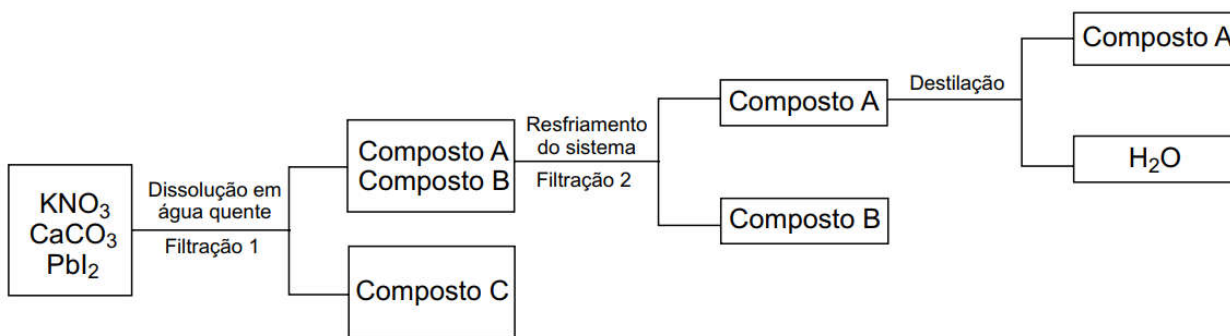 KNO₃
CaCO₃
PbI₂
Dissolução em
água quente
Filtração 1
Composto A
Composto B
Composto C
Resfriamento
do sistema
Filtração 2
Composto A
Composto B
Destilação
Composto A
H₂O